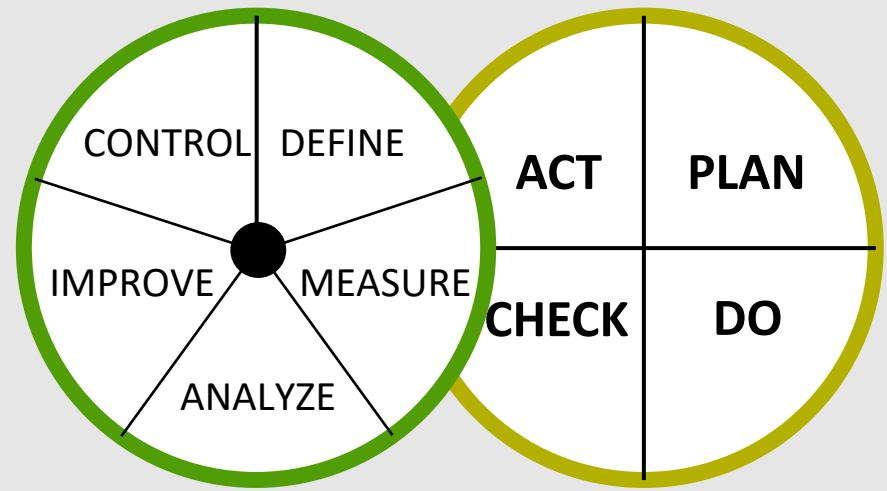 CONTROL
DEFINE
IMPROVE
MEASURE
ANALYZE
ACT
PLAN
CHECK
DO